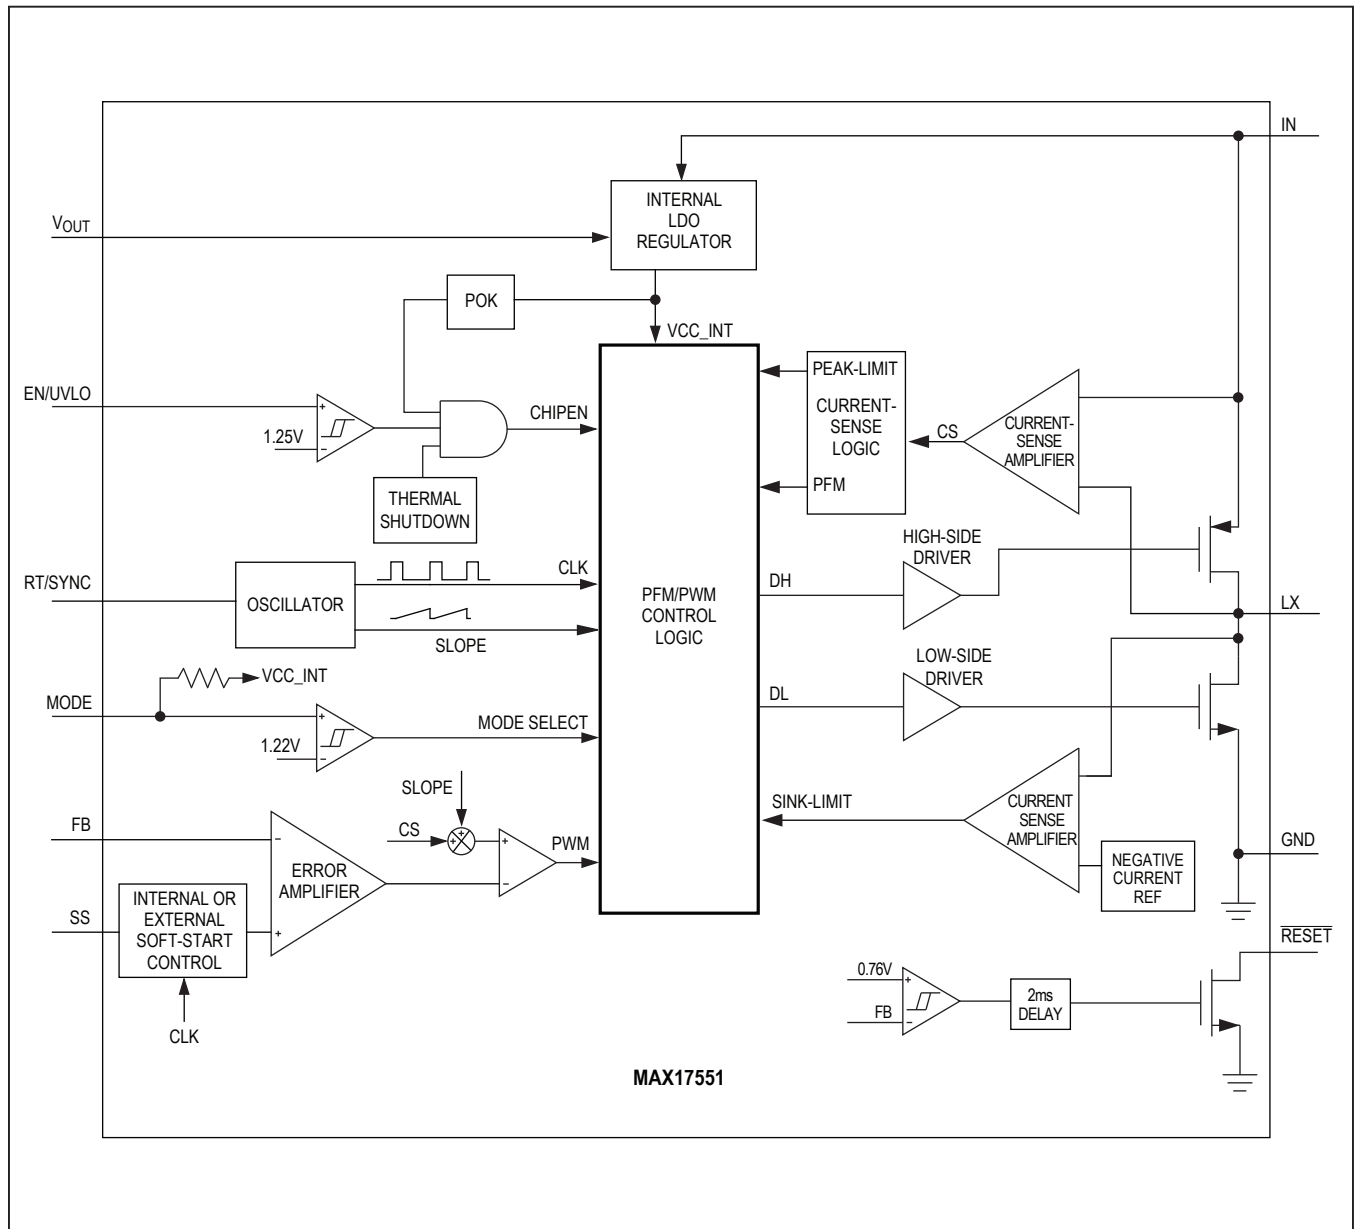 IN
INTERNAL
LDO
REGULATOR
VOUT
POK
VCC_INT
EN/UVLO
1.25V
+
−
CHIPEN
THERMAL
SHUTDOWN
PEAK-LIMIT
CURRENT-
SENSE
LOGIC
PFM
CS
CURRENT-
SENSE
AMPLIFIER
RT/SYNC
OSCILLATOR
CLK
SLOPE
PFM/PWM
CONTROL
LOGIC
HIGH-SIDE
DRIVER
DH
LX
LOW-SIDE
DRIVER
DL
VCC_INT
MODE
1.22V
+
−
MODE SELECT
SLOPE
CS
+
+
+
−
PWM
FB
−
ERROR
AMPLIFIER
+
SS
INTERNAL OR
EXTERNAL
SOFT-START
CONTROL
CLK
SINK-LIMIT
CURRENT
SENSE
AMPLIFIER
NEGATIVE
CURRENT
REF
GND
RESET
0.76V
+
FB
−
2ms
DELAY
MAX17551